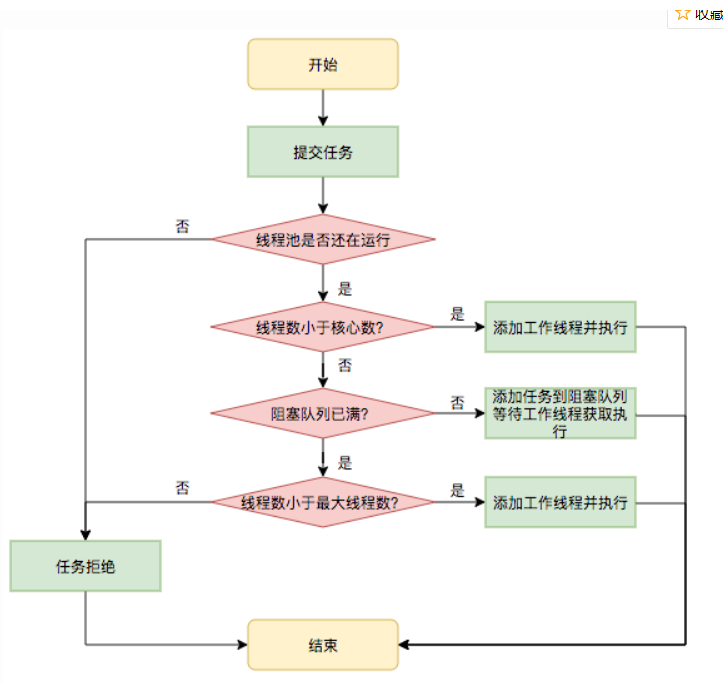 收藏
开始
提交任务
否
线程池是否还在运行
是
线程数小于核心数?
是
添加工作线程并执行
否
阻塞队列已满?
否
添加任务到阻塞队列
等待工作线程获取执
行
是
否
线程数小于最大线程数?
是
添加工作线程并执行
任务拒绝
结束